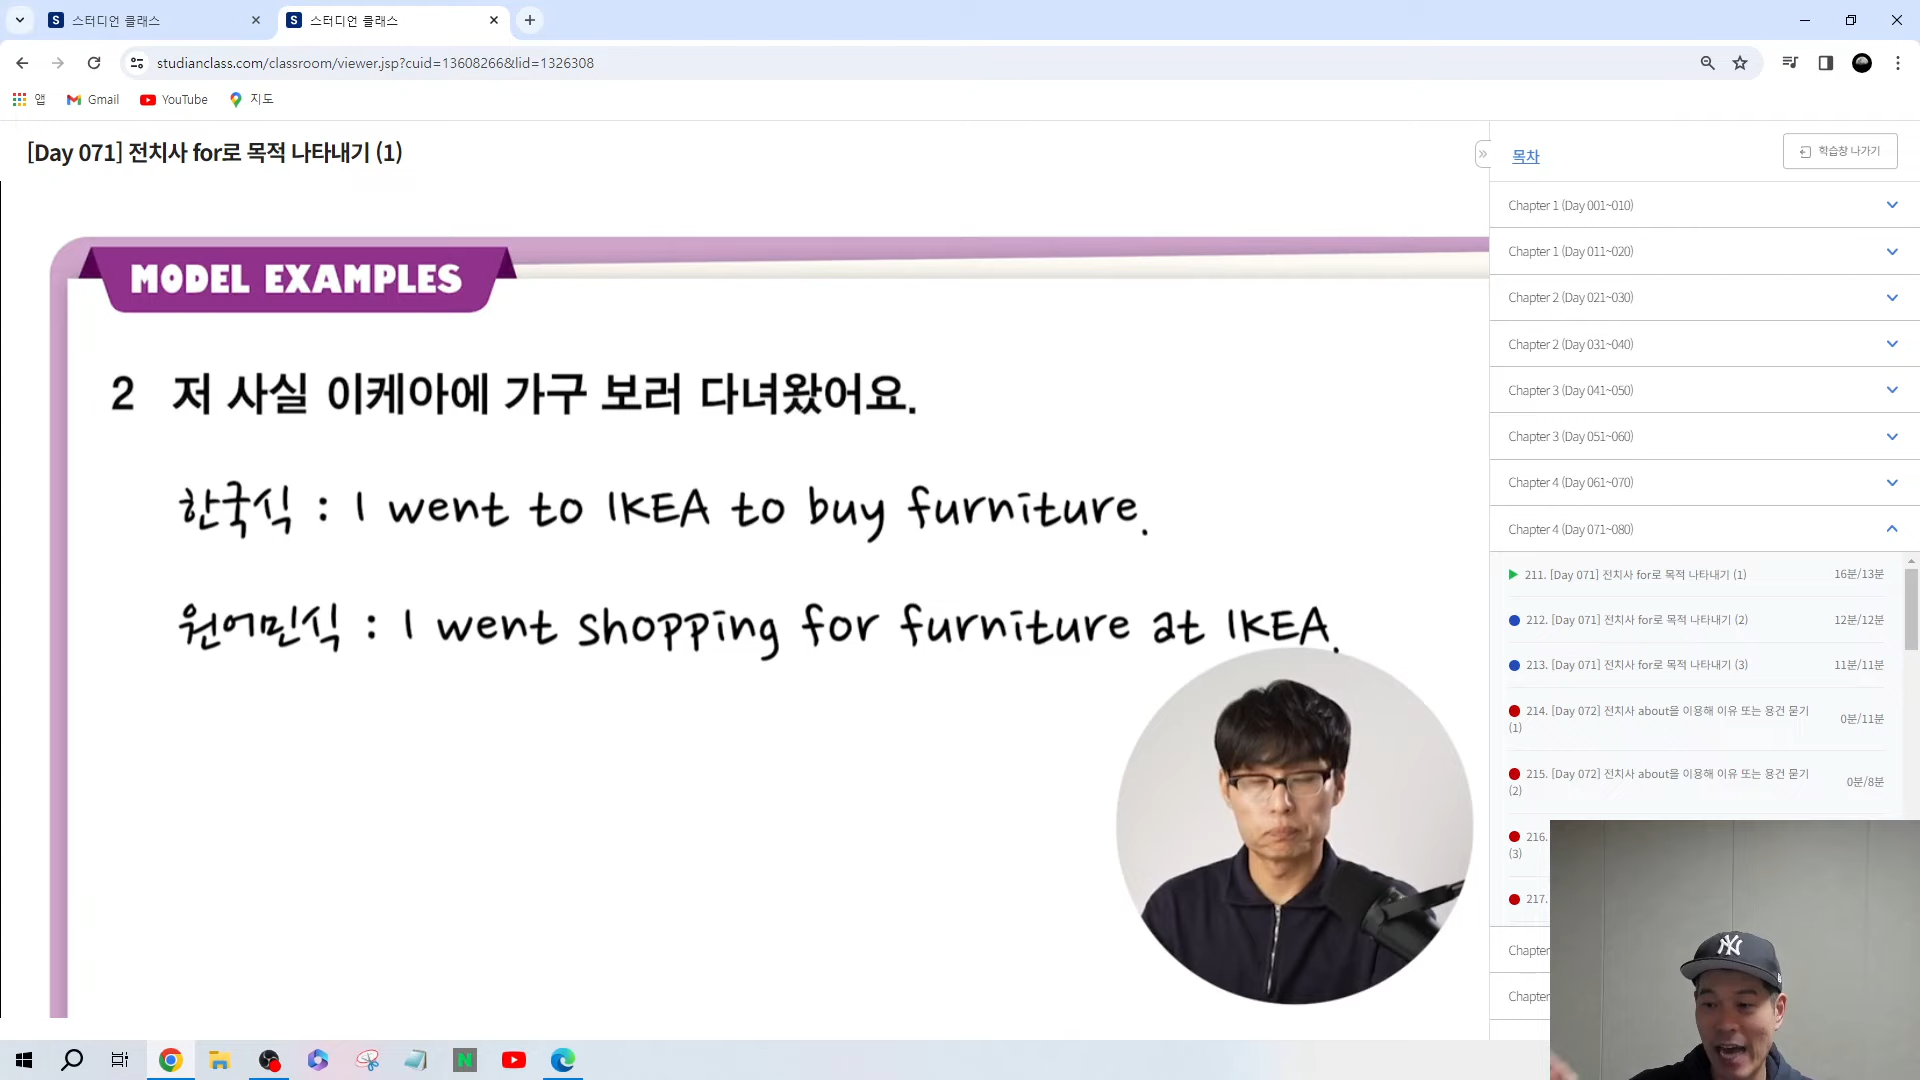 스터디언 클래스
스터디언 클래스
studianclass.com/classroom/viewer.jsp?cuid=13608266&lid=1326308
앱
Gmail
YouTube
지도
[Day 071] 전치사 for로 목적 나타내기 (1)
MODEL EXAMPLES
2 저 사실 이케아에 가구 보러 다녀왔어요.
한국식 : I went to IKEA to buy furniture.
원어민식 : I went shopping for furniture at IKEA.
목차
학습창 나가기
Chapter 1 (Day 001~010)
Chapter 1 (Day 011~020)
Chapter 2 (Day 021~030)
Chapter 2 (Day 031~040)
Chapter 3 (Day 041~050)
Chapter 3 (Day 051~060)
Chapter 4 (Day 061~070)
Chapter 4 (Day 071~080)
211. [Day 071] 전치사 for로 목적 나타내기 (1) 16분/13분
212. [Day 071] 전치사 for로 목적 나타내기 (2) 12분/12분
213. [Day 071] 전치사 for로 목적 나타내기 (3) 11분/11분
214. [Day 072] 전치사 about을 이용해 이유 또는 용건 묻기 0분/11분
(1)
215. [Day 072] 전치사 about을 이용해 이유 또는 용건 묻기 0분/8분
(2)
216.
(3)
217.
Chapter
Chapter
NY